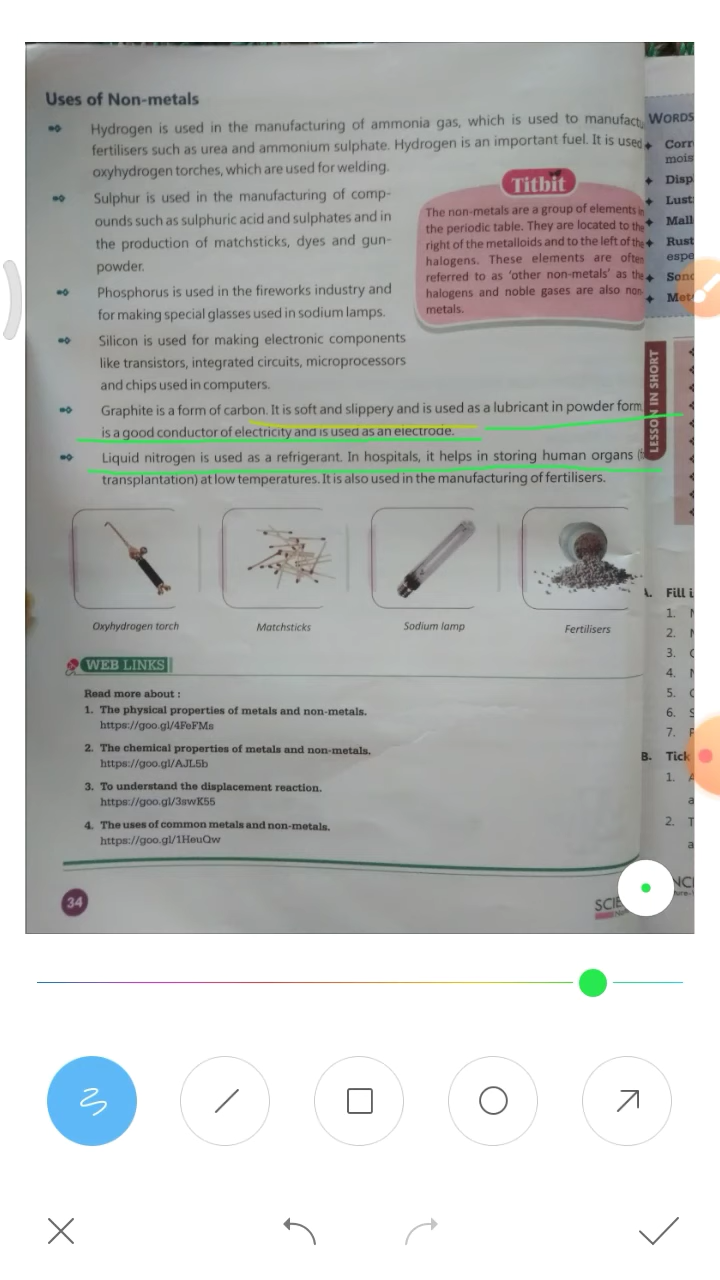 Uses of Non-metals
Hydrogen is used in the manufacturing of ammonia gas, which is used to
fertilisers such as urea and ammonium sulphate. Hydrogen is an important fuel. It is used
oxyhydrogen torches, which are used for welding.
Sulphur is used in the manufacturing of comp-
ounds such as sulphuric acid and sulphates and in
the production of matchsticks, dyes and gun-
powder.
Phosphorus is used in the fireworks industry and
for making special glasses used in sodium lamps.
Silicon is used for making electronic components
like transistors, integrated circuits, microprocessors
and chips used in computers.
Titbit
The non-metals are a group of elements in
the periodic table. They are located to the
right of the metalloids and to the left of the
halogens. These elements are often
referred to as 'other non-metals' as the
halogens and noble gases are also non-
metals.
Graphite is a form of carbon. It is soft and slippery and is used as a lubricant in powder form.
is a good conductor of electricity and is used as an electrode.
Liquid nitrogen is used as a refrigerant. In hospitals, it helps in storing human organs
transplantation) at low temperatures. It is also used in the manufacturing of fertilisers.
Oxyhydrogen torch
Matchsticks
Sodium lamp
Fertilisers
WEB LINKS
Read more about :
1. The physical properties of metals and non-metals.
https://goo.gl/4FeFMs
2. The chemical properties of metals and non-metals.
https://goo.gl/AJL5b
3. To understand the displacement reaction.
https://goo.gl/3swK55
4. The uses of common metals and non-metals.
https://goo.gl/1HeuQw
34
WORDS
LESSON IN SHORT
A. Fill
1.
2.
3.
4.
5.
6.
7.
B. Tick
1.
a
2.
a